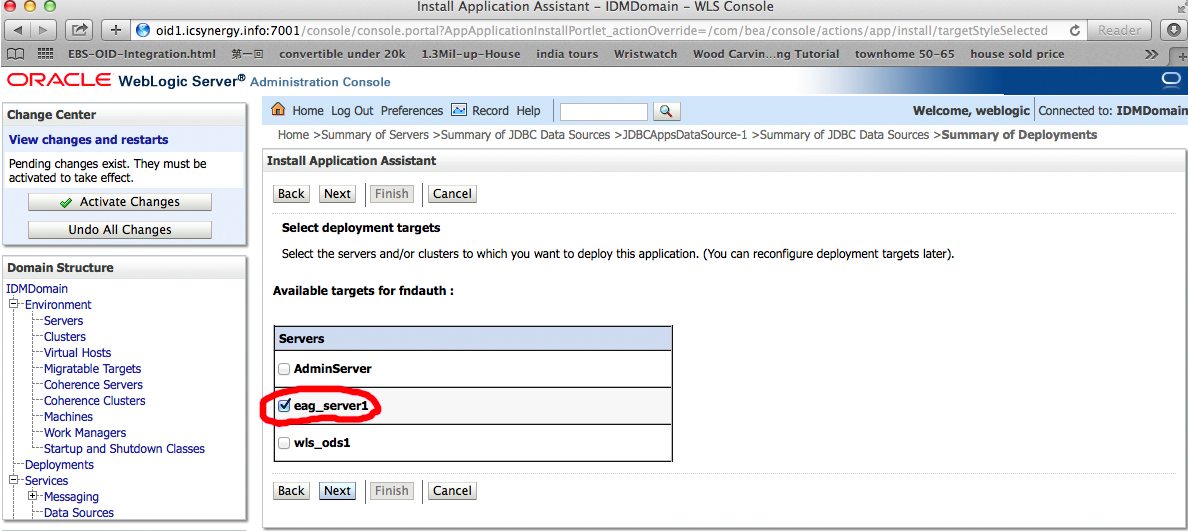 Install Application Assistant – IDMDomain – WLS Console
oid1.icsynergy.info:7001/console/console.portal?AppApplicationInstallPortlet_actionOverride=/com/bea/console/actions/app/install/targetStyleSelected
Reader
EBS-OID-Integration.html 第一回 convertible under 20k 1.3Mil-up-House india tours Wristwatch Wood Carvin...ng Tutorial townhome 50-65 house sold price
ORACLE WebLogic Server® Administration Console
Change Center
View changes and restarts
Pending changes exist. They must be
activated to take effect.
Activate Changes
Undo All Changes
Domain Structure
IDMDomain
Environment
Servers
Clusters
Virtual Hosts
Migratable Targets
Coherence Servers
Coherence Clusters
Machines
Work Managers
Startup and Shutdown Classes
Deployments
Services
Messaging
Data Sources
Home Log Out Preferences Record Help
Welcome, weblogic Connected to: IDMDomain
Home >Summary of Servers >Summary of JDBC Data Sources >JDBCAppsDataSource-1 >Summary of JDBC Data Sources >Summary of Deployments
Install Application Assistant
Back Next Finish Cancel
Select deployment targets
Select the servers and/or clusters to which you want to deploy this application. (You can reconfigure deployment targets later).
Available targets for fndauth :
Servers
AdminServer
eag_server1
wls_ods1
Back Next Finish Cancel